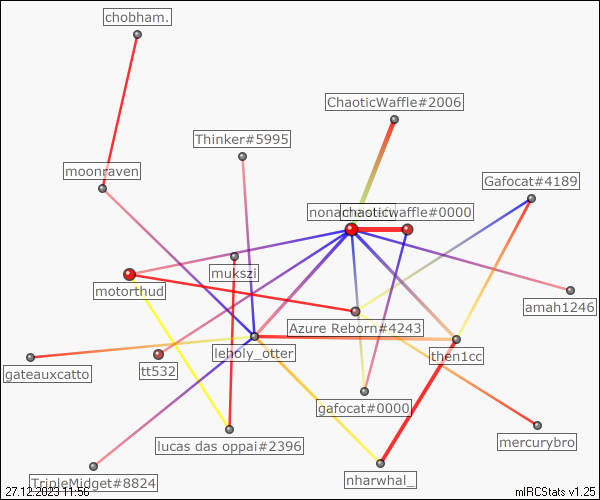 chobham.
ChaoticWaffle#2006
Thinker#5995
moonraven
Gafocat#4189
chaoticwaffle#0000
mukszi
motorthud
amah1246
Azure Reborn#4243
leholy_otter
then1cc
tt532
gateauxcatto
gafocat#0000
lucas das oppai#2396
mercurybro
nharwhal_
TripleMidget#8824
27.12.2023 11:56
mIRCStats v1.25